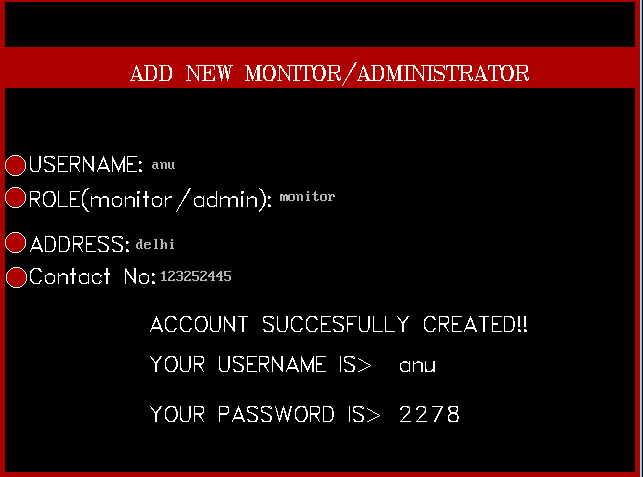 ADD NEW MONITOR/ADMINISTRATOR
USERNAME: anu
ROLE(monitor/admin): monitor
ADDRESS: delhi
Contact No: 123252445
ACCOUNT SUCCESFULLY CREATED!!
YOUR USERNAME IS> anu
YOUR PASSWORD IS> 2278